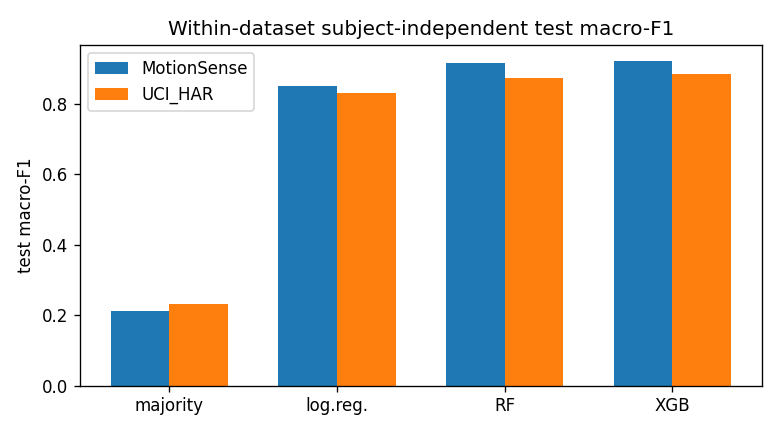 Within-dataset subject-independent test macro-F1
MotionSense
UCI_HAR
test macro-F1
0.8
0.6
0.4
0.2
0.0
majority
log.reg.
RF
XGB